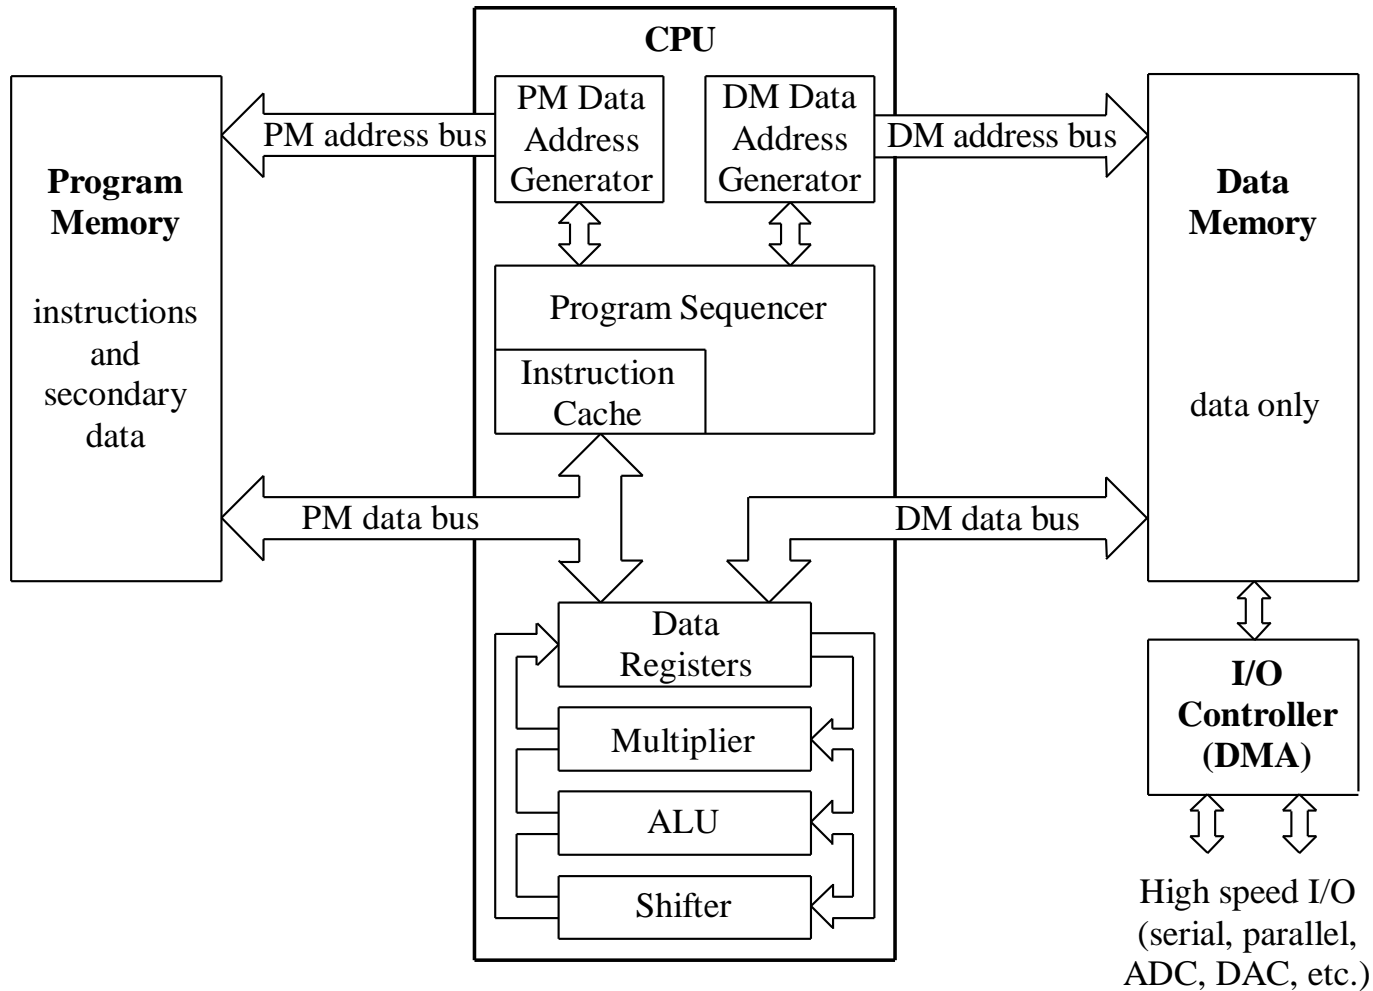 CPU
PM Data
Address
Generator
DM Data
Address
Generator
PM address bus
DM address bus
Program
Memory
instructions
and
secondary
data
Data
Memory
data only
Program Sequencer
Instruction
Cache
PM data bus
DM data bus
Data
Registers
Multiplier
ALU
Shifter
I/O
Controller
(DMA)
High speed I/O
(serial, parallel,
ADC, DAC, etc.)